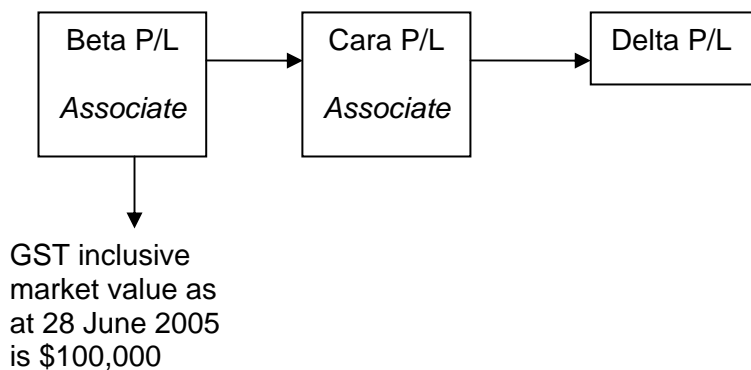 Beta P/L
Associate
Cara P/L
Associate
Delta P/L
GST inclusive
market value as
at 28 June 2005
is $100,000